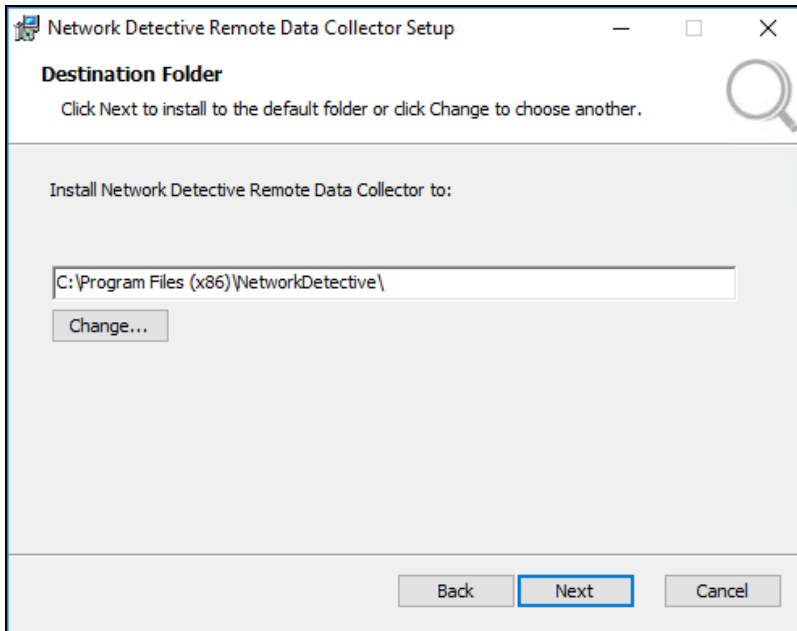 Network Detective Remote Data Collector Setup
Destination Folder
Click Next to install to the default folder or click Change to choose another.
Install Network Detective Remote Data Collector to:
C:\Program Files (x86)\NetworkDetective\
Change...
Back Next Cancel